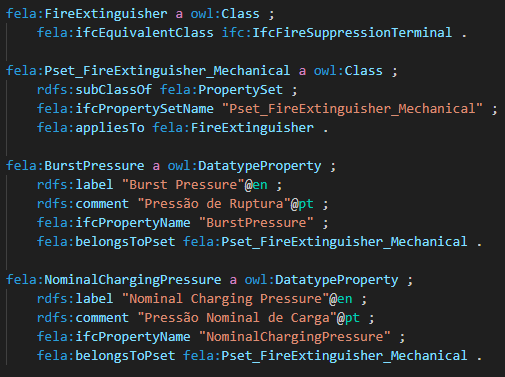 fela:FireExtinguisher a owl:Class ;
fela:ifcEquivalentClass ifc:IfcFireSuppressionTerminal .
fela:Pset_FireExtinguisher_Mechanical a owl:Class ;
rdfs:subClassOf fela:PropertySet ;
fela:ifcPropertySetName "Pset_FireExtinguisher_Mechanical" ;
fela:appliesTo fela:FireExtinguisher .
fela:BurstPressure a owl:DatatypeProperty ;
rdfs:label "Burst Pressure"@en ;
rdfs:comment "Pressão de Ruptura"@pt ;
fela:ifcPropertyName "BurstPressure" ;
fela:belongsToPset fela:Pset_FireExtinguisher_Mechanical .
fela:NominalChargingPressure a owl:DatatypeProperty ;
rdfs:label "Nominal Charging Pressure"@en ;
rdfs:comment "Pressão Nominal de Carga"@pt ;
fela:ifcPropertyName "NominalChargingPressure" ;
fela:belongsToPset fela:Pset_FireExtinguisher_Mechanical .